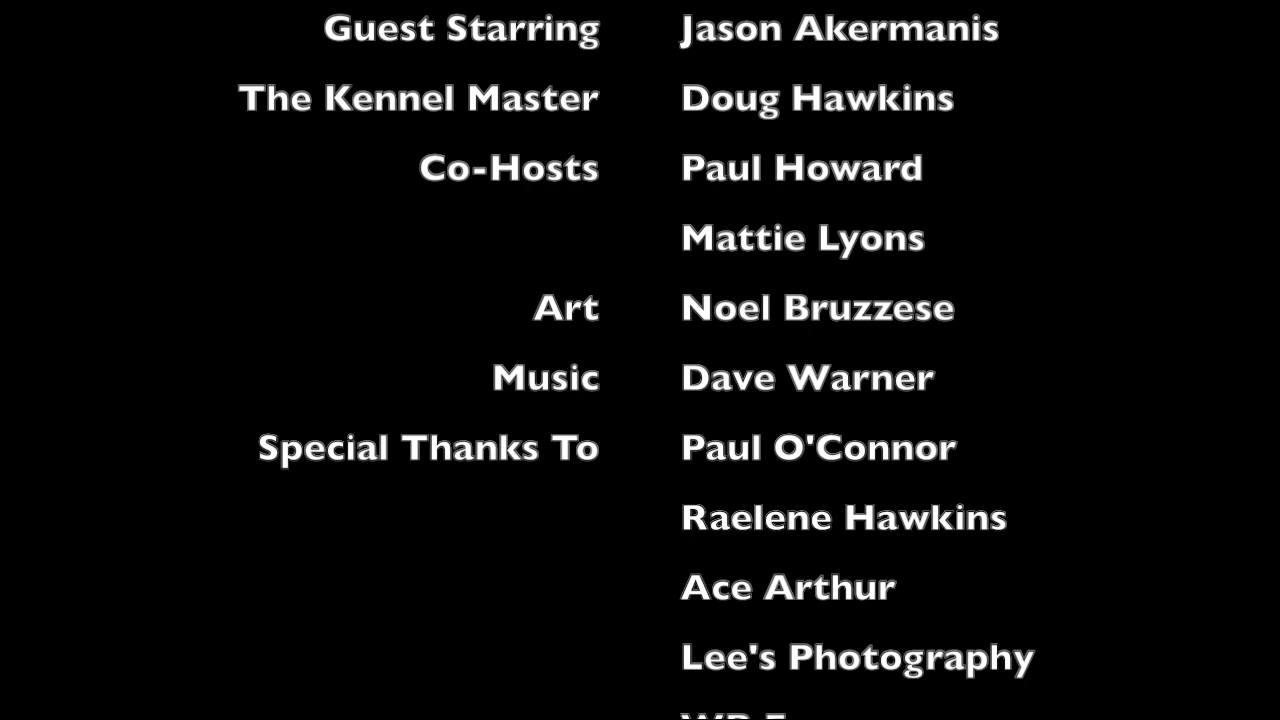 Guest Starring Jason Akermanis
The Kennel Master Doug Hawkins
Co-Hosts Paul Howard
Mattie Lyons
Art Noel Bruzzese
Music Dave Warner
Special Thanks To Paul O'Connor
Raelene Hawkins
Ace Arthur
Lee's Photography